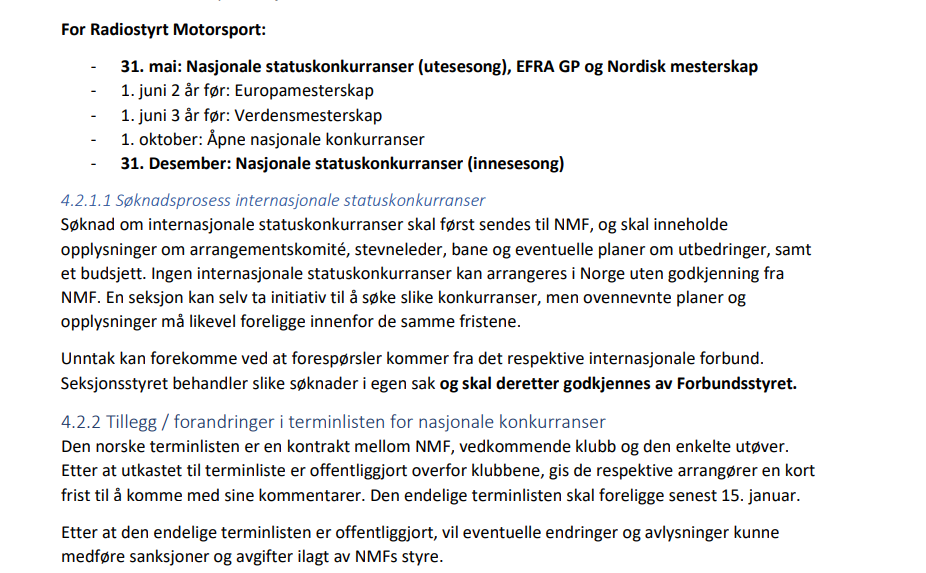 For Radiostyrt Motorsport:
- 31. mai: Nasjonale statuskonkurranser (utesesong), EFRA GP og Nordisk mesterskap
- 1. juni 2 år før: Europamesterskap
- 1. juni 3 år før: Verdensmesterskap
- 1. oktober: Åpne nasjonale konkurranser
- 31. Desember: Nasjonale statuskonkurranser (innesesong)
4.2.1.1 Søknadsprosess internasjonale statuskonkurranser
Søknad om internasjonale statuskonkurranser skal først sendes til NMF, og skal inneholde
opplysninger om arrangementskomité, stevneleder, bane og eventuelle planer om utbedringer, samt
et budsjett. Ingen internasjonale statuskonkurranser kan arrangeres i Norge uten godkjenning fra
NMF. En seksjon kan selv ta initiativ til å søke slike konkurranser, men ovennevnte planer og
opplysninger må likevel foreligge innenfor de samme fristene.
Unntak kan forekomme ved at forespørsler kommer fra det respektive internasjonale forbund.
Seksjonsstyret behandler slike søknader i egen sak og skal deretter godkjennes av Forbundsstyret.
4.2.2 Tillegg / forandringer i terminlisten for nasjonale konkurranser
Den norske terminlisten er en kontrakt mellom NMF, vedkommende klubb og den enkelte utøver.
Etter at utkastet til terminliste er offentliggjort overfor klubbene, gis de respektive arrangører en kort
frist til å komme med sine kommentarer. Den endelige terminlisten skal foreligge senest 15. januar.
Etter at den endelige terminlisten er offentliggjort, vil eventuelle endringer og avlysninger kunne
medføre sanksjoner og avgifter ilagt av NMFs styre.